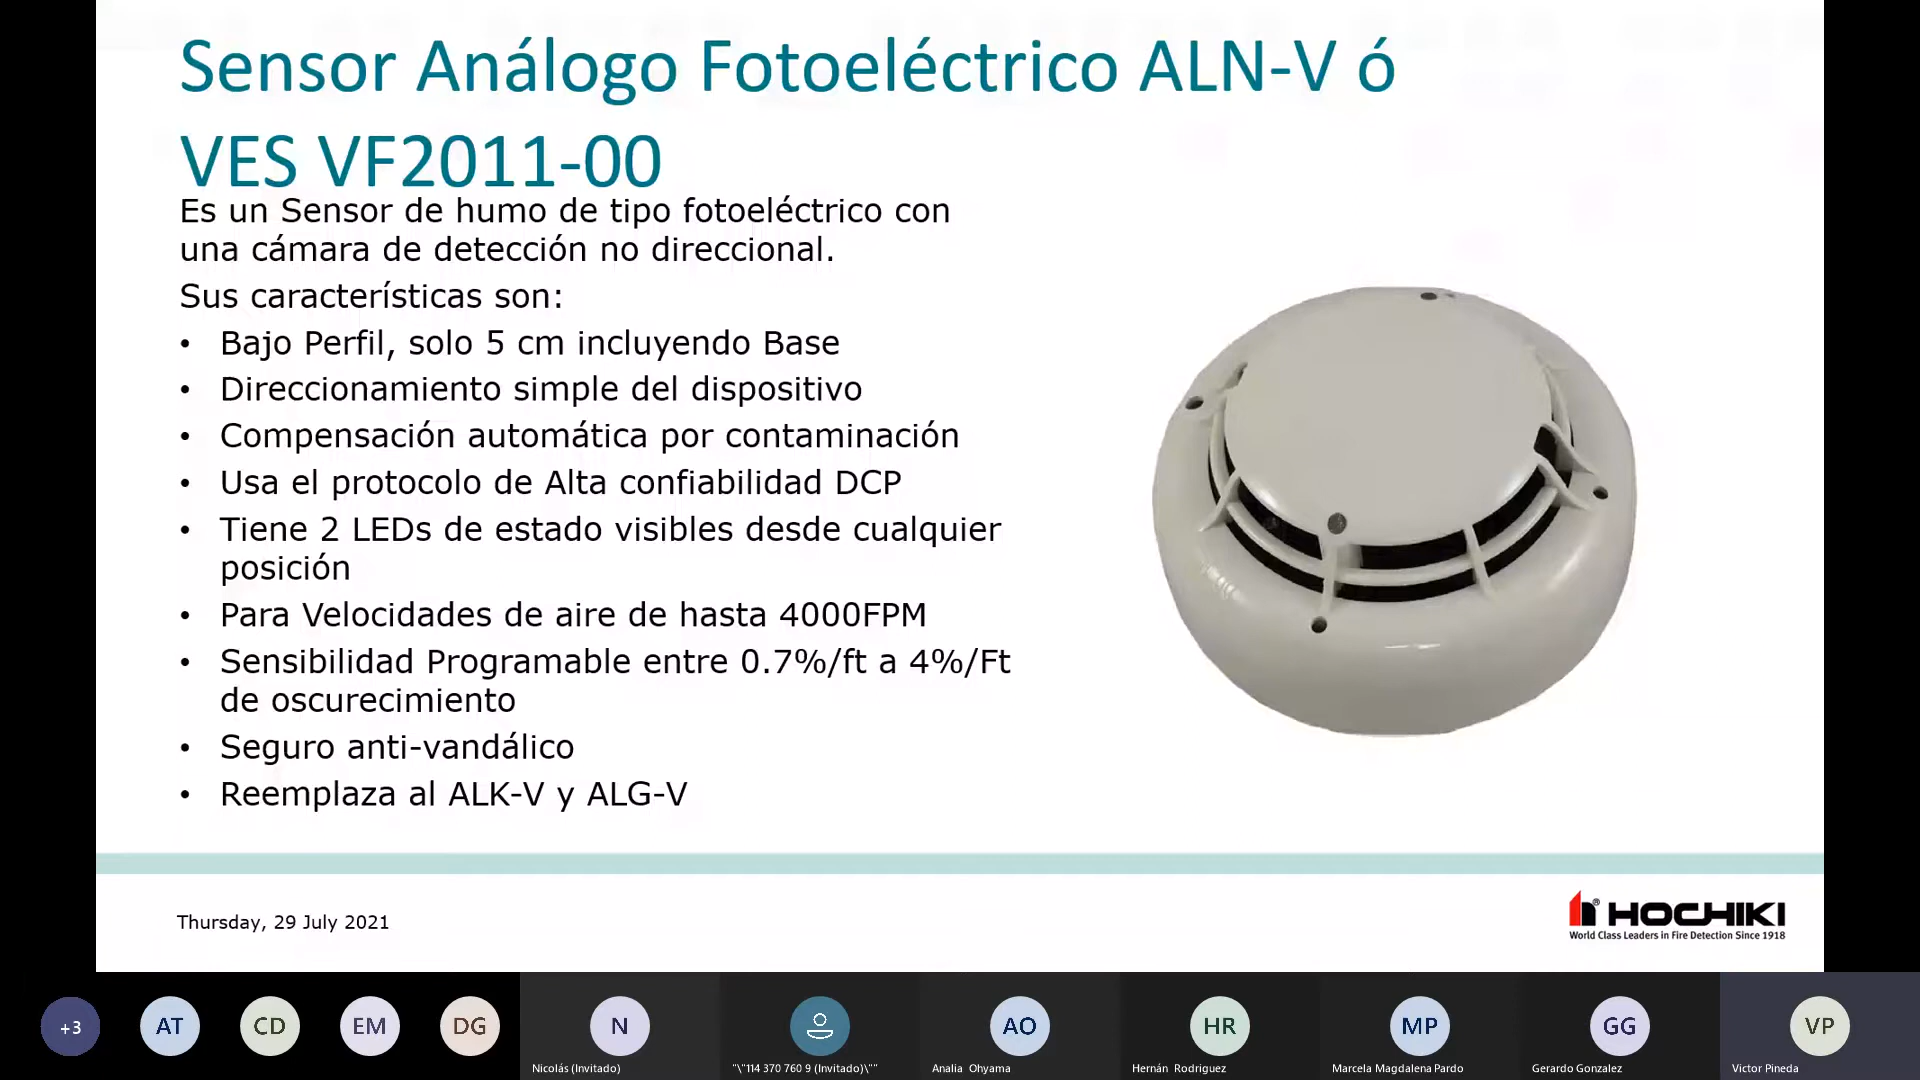 Sensor Análogo Fotoeléctrico ALN-V ó
VES VF2011-00
Es un Sensor de humo de tipo fotoeléctrico con
una cámara de detección no direccional.
Sus características son:
• Bajo Perfil, solo 5 cm incluyendo Base
• Direccionamiento simple del dispositivo
• Compensación automática por contaminación
• Usa el protocolo de Alta confiabilidad DCP
• Tiene 2 LEDs de estado visibles desde cualquier
posición
• Para Velocidades de aire de hasta 4000FPM
• Sensibilidad Programable entre 0.7%/ft a 4%/Ft
de oscurecimiento
• Seguro anti-vandálico
• Reemplaza al ALK-V y ALG-V
Thursday, 29 July 2021
® HOCHIKI
World Class Leaders in Fire Detection Since 1918
+3 AT CD EM DG N AO HR MP GG VP
Nicolás (Invitado) "\"114 370 760 9 (Invitado)\"" Analia Ohyama Hernán Rodriguez Marcela Magdalena Pardo Gerardo Gonzalez Victor Pineda